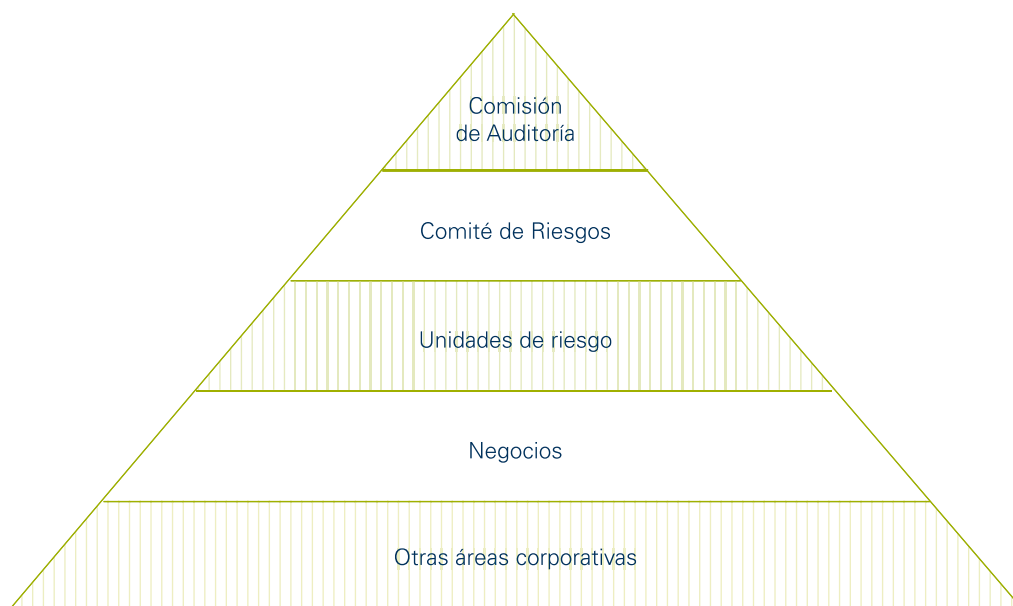 Comisión
de Auditoría
Comité de Riesgos
Unidades de riesgo
Negocios
Otras áreas corporativas